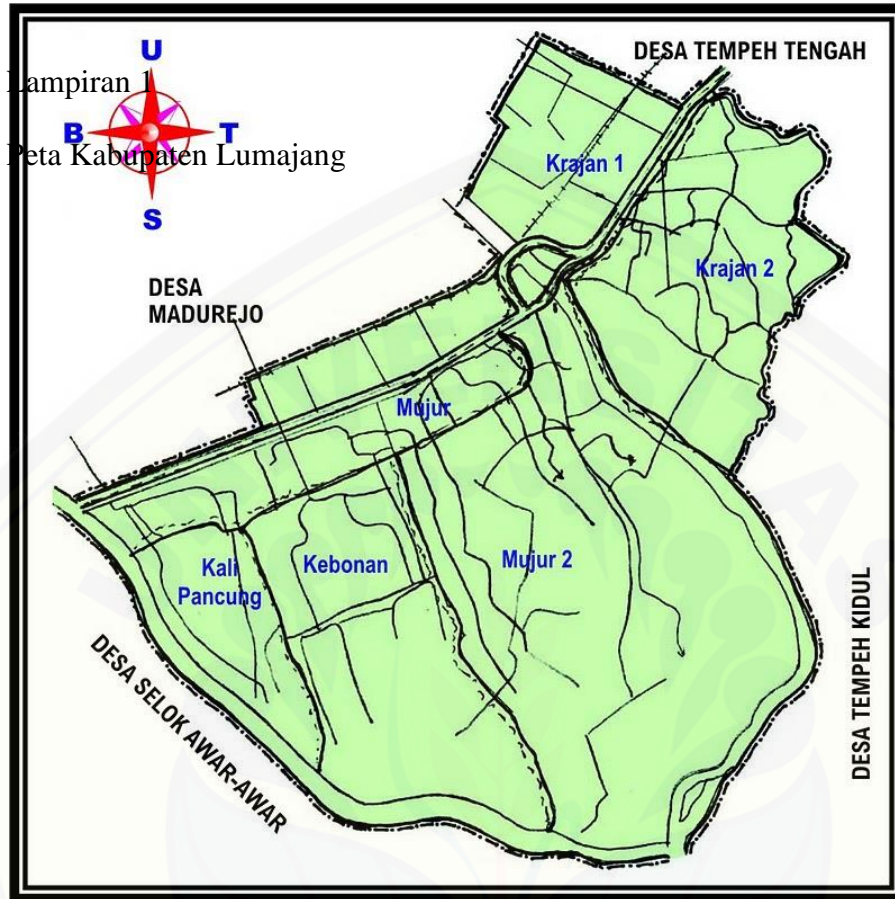 U
DESA TEMPEH TENGAH
Lampiran 1
B T
Peta Kabupaten Lumajang
S
Krajan 1
Krajan 2
DESA
MADUREJO
Mujur
Kali
Pancung
Kebonan
Mujur 2
DESA SELOK AWAR-AWAR
DESA TEMPEH KIDUL